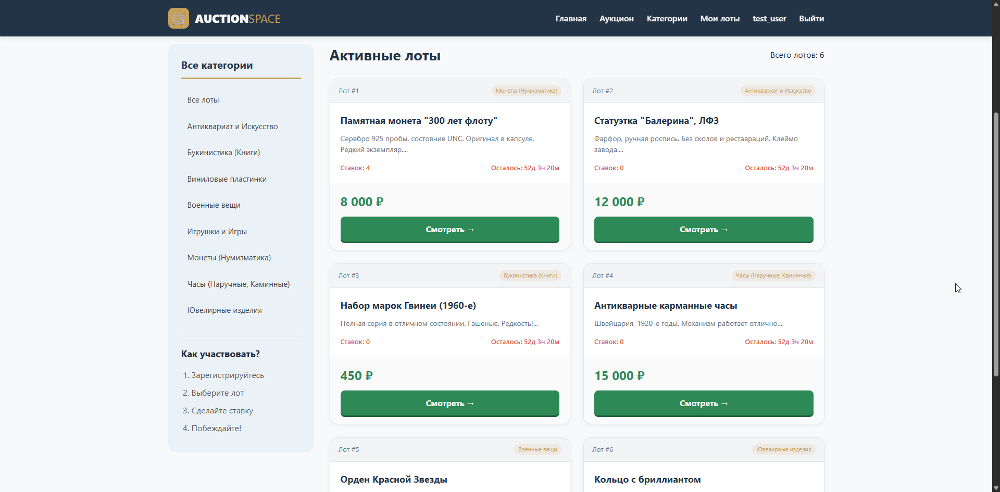 AUCTIONSPACE
Главная Аукцион Категории Мои лоты test_user Выйти
Все категории
Все лоты
Антиквариат и Искусство
Букинистика (Книги)
Виниловые пластинки
Военные вещи
Игрушки и Игры
Монеты (Нумизматика)
Часы (Наручные, Каминные)
Ювелирные изделия
Как участвовать?
1. Зарегистрируйтесь
2. Выберите лот
3. Сделайте ставку
4. Побеждайте!
Активные лоты
Всего лотов: 6
Лот #1
Монеты (Нумизматика)
Памятная монета "300 лет флоту"
Серебро 925 пробы, состояние UNC. Оригинал в капсуле.
Редкий экземпляр....
Ставок: 4
Осталось: 52д 3ч 20м
8 000 ₽
Смотреть →
Лот #2
Антиквариат и Искусство
Статуэтка "Балерина", ЛФЗ
Фарфор, ручная роспись. Без сколов и реставраций. Клеймо
завода....
Ставок: 0
Осталось: 52д 3ч 20м
12 000 ₽
Смотреть →
Лот #3
Букинистика (Книги)
Набор марок Гвинеи (1960-е)
Полная серия в отличном состоянии. Гашеные. Редкость!...
Ставок: 0
Осталось: 52д 3ч 20м
450 ₽
Смотреть →
Лот #4
Часы (Наручные, Каминные)
Антикварные карманные часы
Швейцария, 1920-е годы. Механизм работает отлично....
Ставок: 0
Осталось: 52д 3ч 20м
15 000 ₽
Смотреть →
Лот #5
Военные вещи
Орден Красной Звезды
Лот #6
Ювелирные изделия
Кольцо с бриллиантом